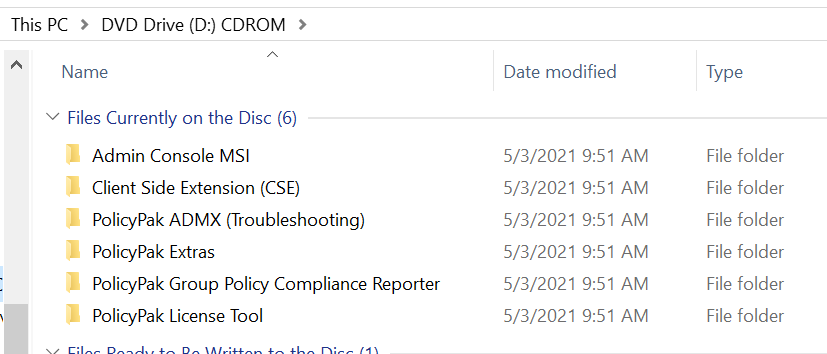 This PC > DVD Drive (D:) CDROM >
Name Date modified Type
Files Currently on the Disc (6)
Admin Console MSI 5/3/2021 9:51 AM File folder
Client Side Extension (CSE) 5/3/2021 9:51 AM File folder
PolicyPak ADMX (Troubleshooting) 5/3/2021 9:51 AM File folder
PolicyPak Extras 5/3/2021 9:51 AM File folder
PolicyPak Group Policy Compliance Reporter 5/3/2021 9:51 AM File folder
PolicyPak License Tool 5/3/2021 9:51 AM File folder
Files Ready to Be Written to the Disc (1)